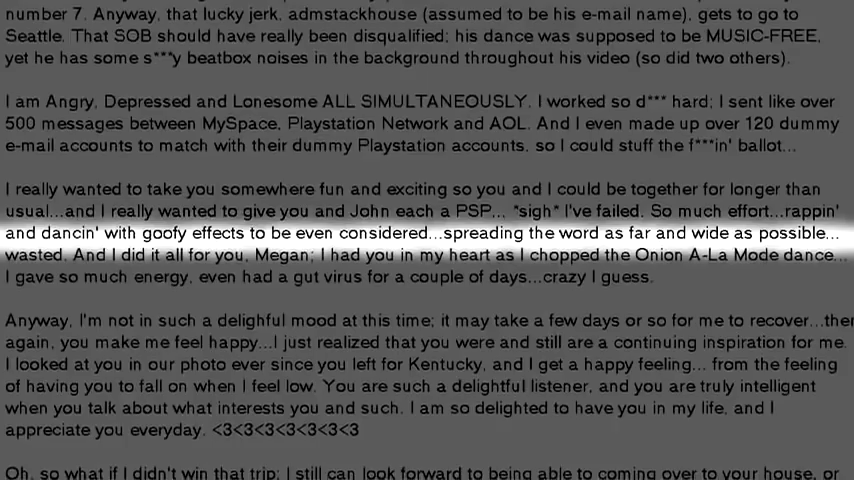 number 7. Anyway, that lucky jerk, admstackhouse (assumed to be his e-mail name), gets to go to
Seattle. That SOB should have really been disqualified; his dance was supposed to be MUSIC-FREE,
yet he has some s***y beatbox noises in the background throughout his video (so did two others).
I am Angry, Depressed and Lonesome ALL SIMULTANEOUSLY. I worked so d*** hard; I sent like over
500 messages between MySpace, Playstation Network and AOL. And I even made up over 120 dummy
e-mail accounts to match with their dummy Playstation accounts, so I could stuff the f***in' ballot...
I really wanted to take you somewhere fun and exciting so you and I could be together for longer than
usual...and I really wanted to give you and John each a PSP... *sigh* I've failed. So much effort...rappin'
and dancin' with goofy effects to be even considered...spreading the word as far and wide as possible...
wasted. And I did it all for you, Megan; I had you in my heart as I chopped the Onion A-La Mode dance...
I gave so much energy, even had a gut virus for a couple of days...crazy I guess.
Anyway, I'm not in such a delighful mood at this time; it may take a few days or so for me to recover...then
again, you make me feel happy...I just realized that you were and still are a continuing inspiration for me.
I looked at you in our photo ever since you left for Kentucky, and I get a happy feeling... from the feeling
of having you to fall on when I feel low. You are such a delightful listener, and you are truly intelligent
when you talk about what interests you and such. I am so delighted to have you in my life, and I
appreciate you everyday. <3<3<3<3<3<3<3
Oh, so what if I didn't win that trip; I still can look forward to being able to coming over to your house, or